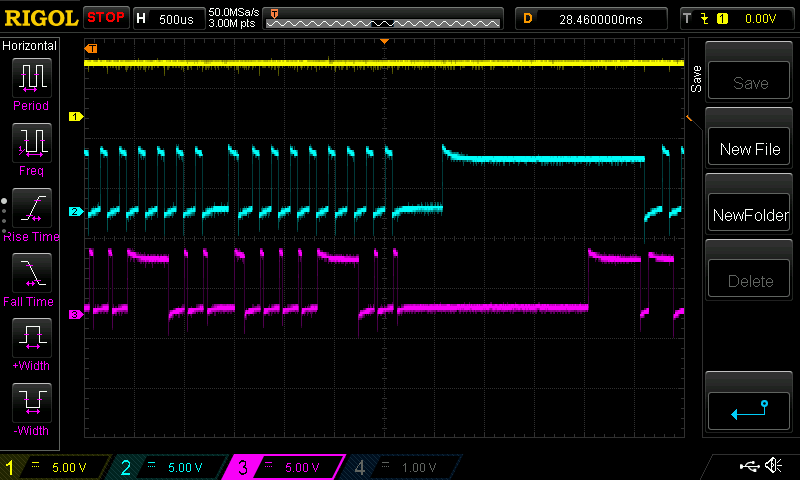 RIGOL STOP H 500us 50.0MSa/s D 28.4600000ms T 1 0.00V
3.00M pts
T
Horizontal
T
Save
Save
Period
1
New File
Freq
2
NewFolder
Rise Time
Delete
Fall Time
3
+Width
-Width
1 5.00 V 2 5.00 V 3 5.00 V 4 1.00 V